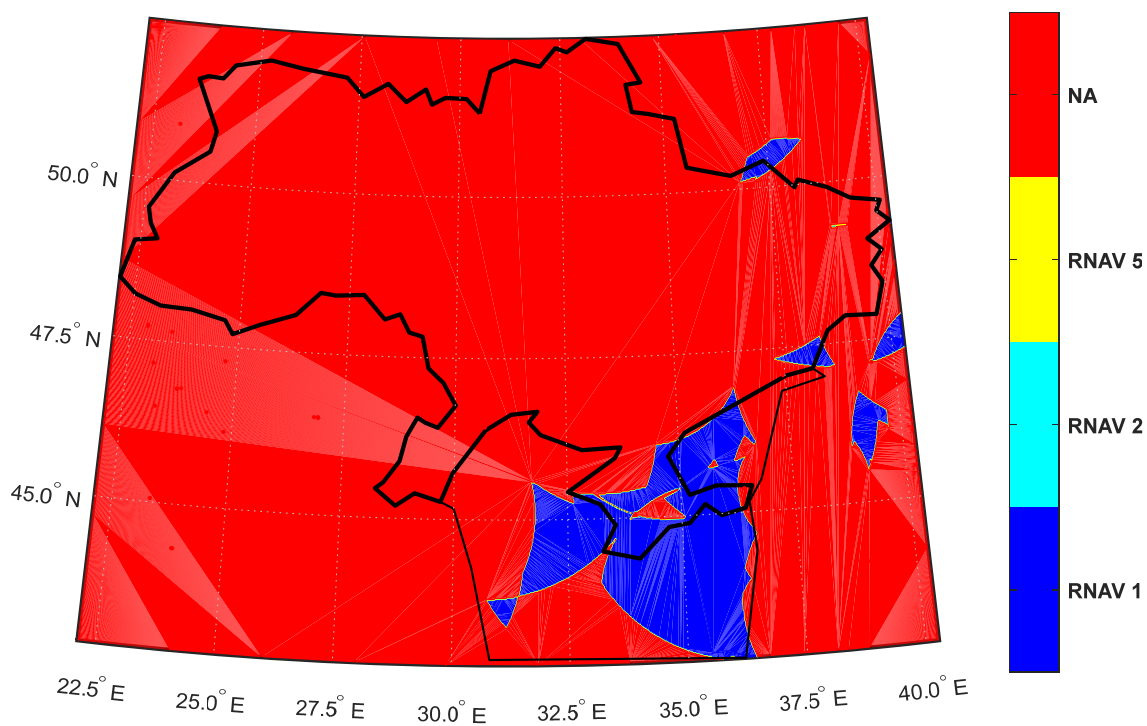 50.0° N
47.5° N
45.0° N
22.5° E
25.0° E
27.5° E
30.0° E
32.5° E
35.0° E
37.5° E
40.0° E
NA
RNAV 5
RNAV 2
RNAV 1